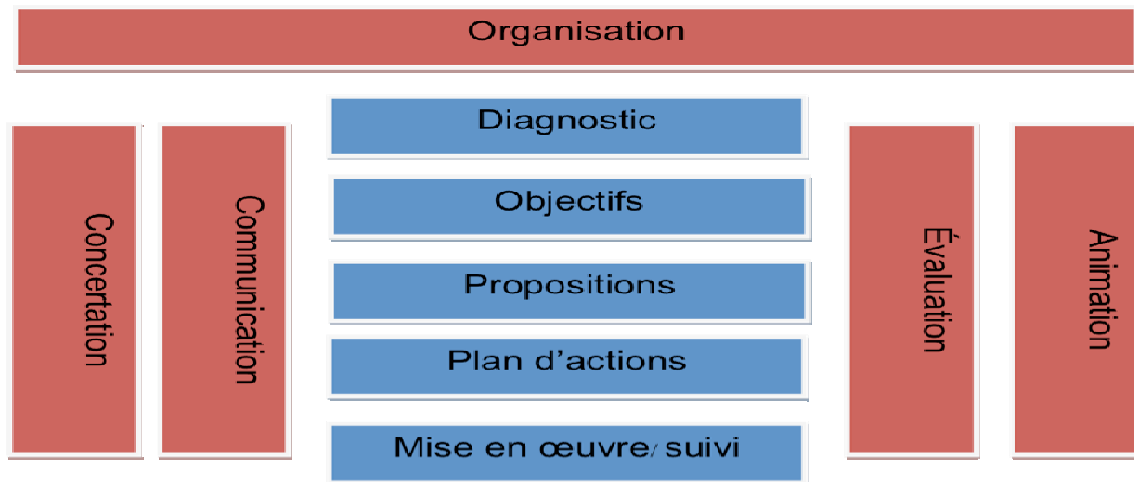 Organisation
Concertation
Communication
Diagnostic
Objectifs
Propositions
Plan d’actions
Mise en œuvre/ suivi
Évaluation
Animation